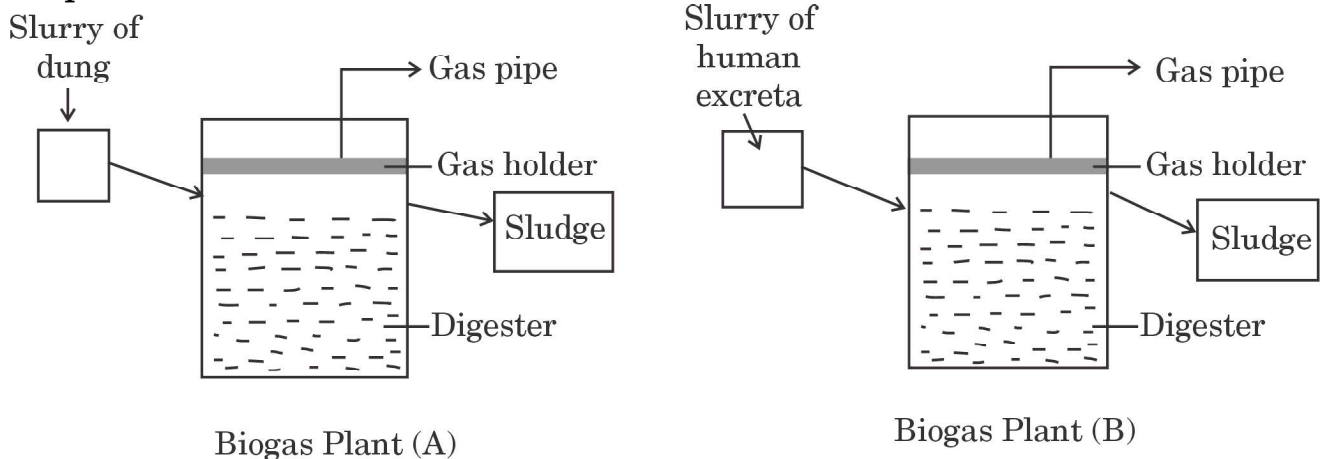 Slurry of
dung
Gas pipe
Gas holder
Sludge
Digester
Biogas Plant (A)
Slurry of
human
excreta
Gas pipe
Gas holder
Sludge
Digester
Biogas Plant (B)